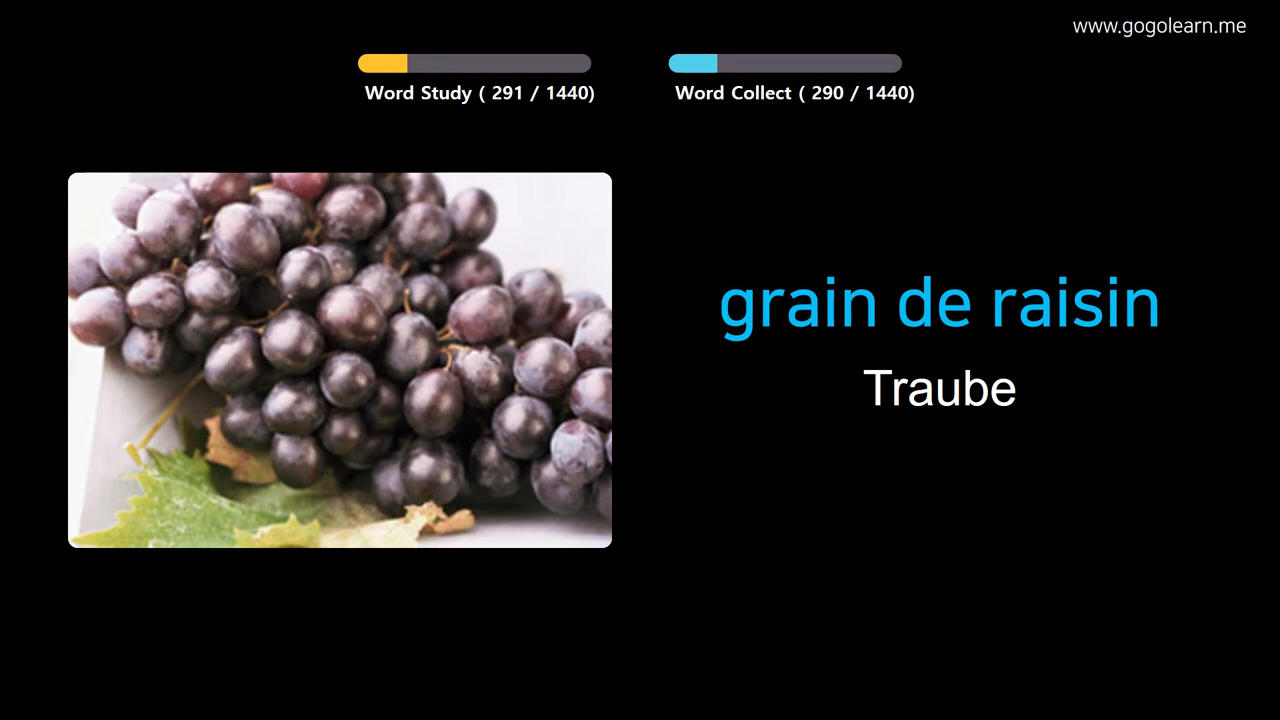 www.gogolearn.me
Word Study ( 291 / 1440)
Word Collect ( 290 / 1440)
grain de raisin
Traube